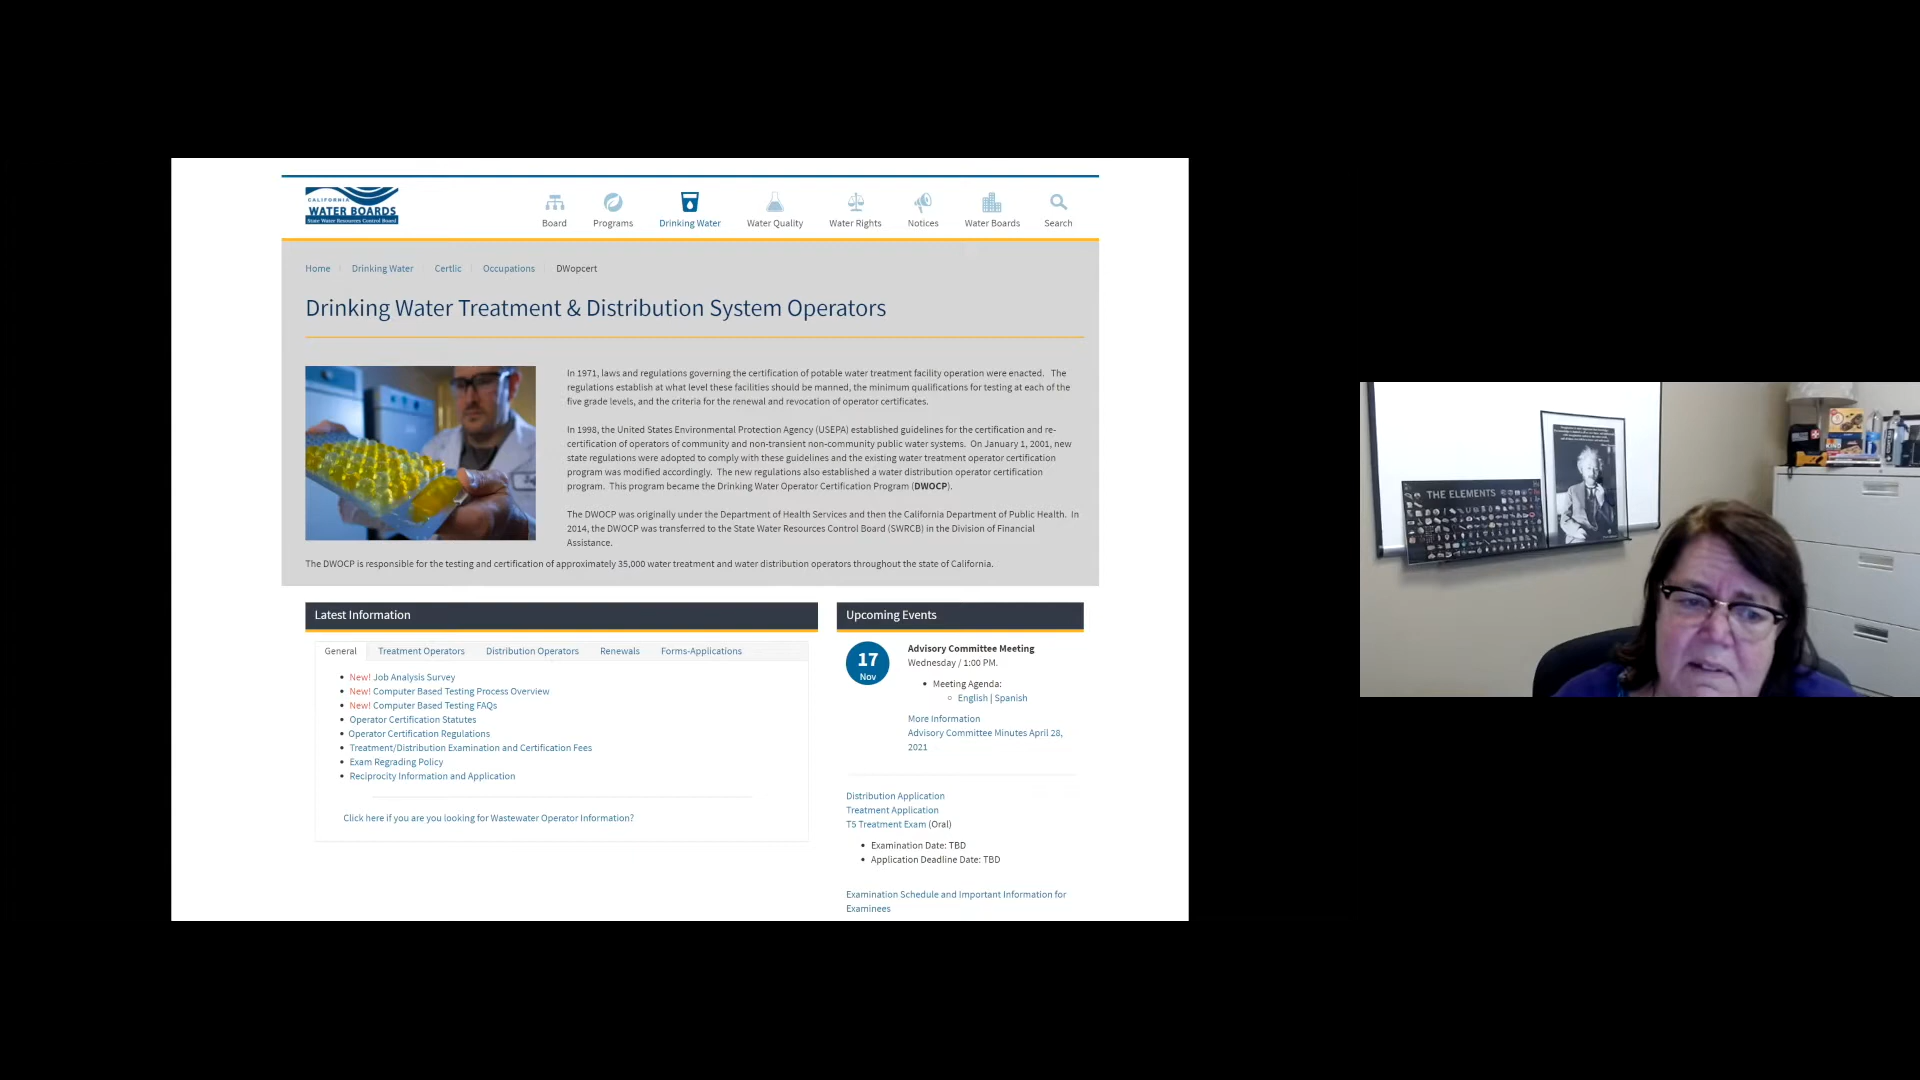 CALIFORNIA
WATER BOARDS
State Water Resources Control Board
Board
Programs
Drinking Water
Water Quality
Water Rights
Notices
Water Boards
Search
Home
Drinking Water
Certlic
Occupations
DWopcert
Drinking Water Treatment & Distribution System Operators
In 1971, laws and regulations governing the certification of potable water treatment facility operation were enacted. The
regulations establish at what level these facilities should be manned, the minimum qualifications for testing at each of the
five grade levels, and the criteria for the renewal and revocation of operator certificates.
In 1998, the United States Environmental Protection Agency (USEPA) established guidelines for the certification and re-
certification of operators of community and non-transient non-community public water systems. On January 1, 2001, new
state regulations were adopted to comply with these guidelines and the existing water treatment operator certification
program was modified accordingly. The new regulations also established a water distribution operator certification
program. This program became the Drinking Water Operator Certification Program (DWOCP).
The DWOCP was originally under the Department of Health Services and then the California Department of Public Health. In
2014, the DWOCP was transferred to the State Water Resources Control Board (SWRCB) in the Division of Financial
Assistance.
The DWOCP is responsible for the testing and certification of approximately 35,000 water treatment and water distribution operators throughout the state of California.
Latest Information
General
Treatment Operators
Distribution Operators
Renewals
Forms-Applications
New! Job Analysis Survey
New! Computer Based Testing Process Overview
New! Computer Based Testing FAQs
Operator Certification Statutes
Operator Certification Regulations
Treatment/Distribution Examination and Certification Fees
Exam Regrading Policy
Reciprocity Information and Application
Click here if you are you looking for Wastewater Operator Information?
Upcoming Events
17
Nov
Advisory Committee Meeting
Wednesday / 1:00 PM.
Meeting Agenda:
English | Spanish
More Information
Advisory Committee Minutes April 28,
2021
Distribution Application
Treatment Application
T5 Treatment Exam (Oral)
Examination Date: TBD
Application Deadline Date: TBD
Examination Schedule and Important Information for
Examinees
THE ELEMENTS